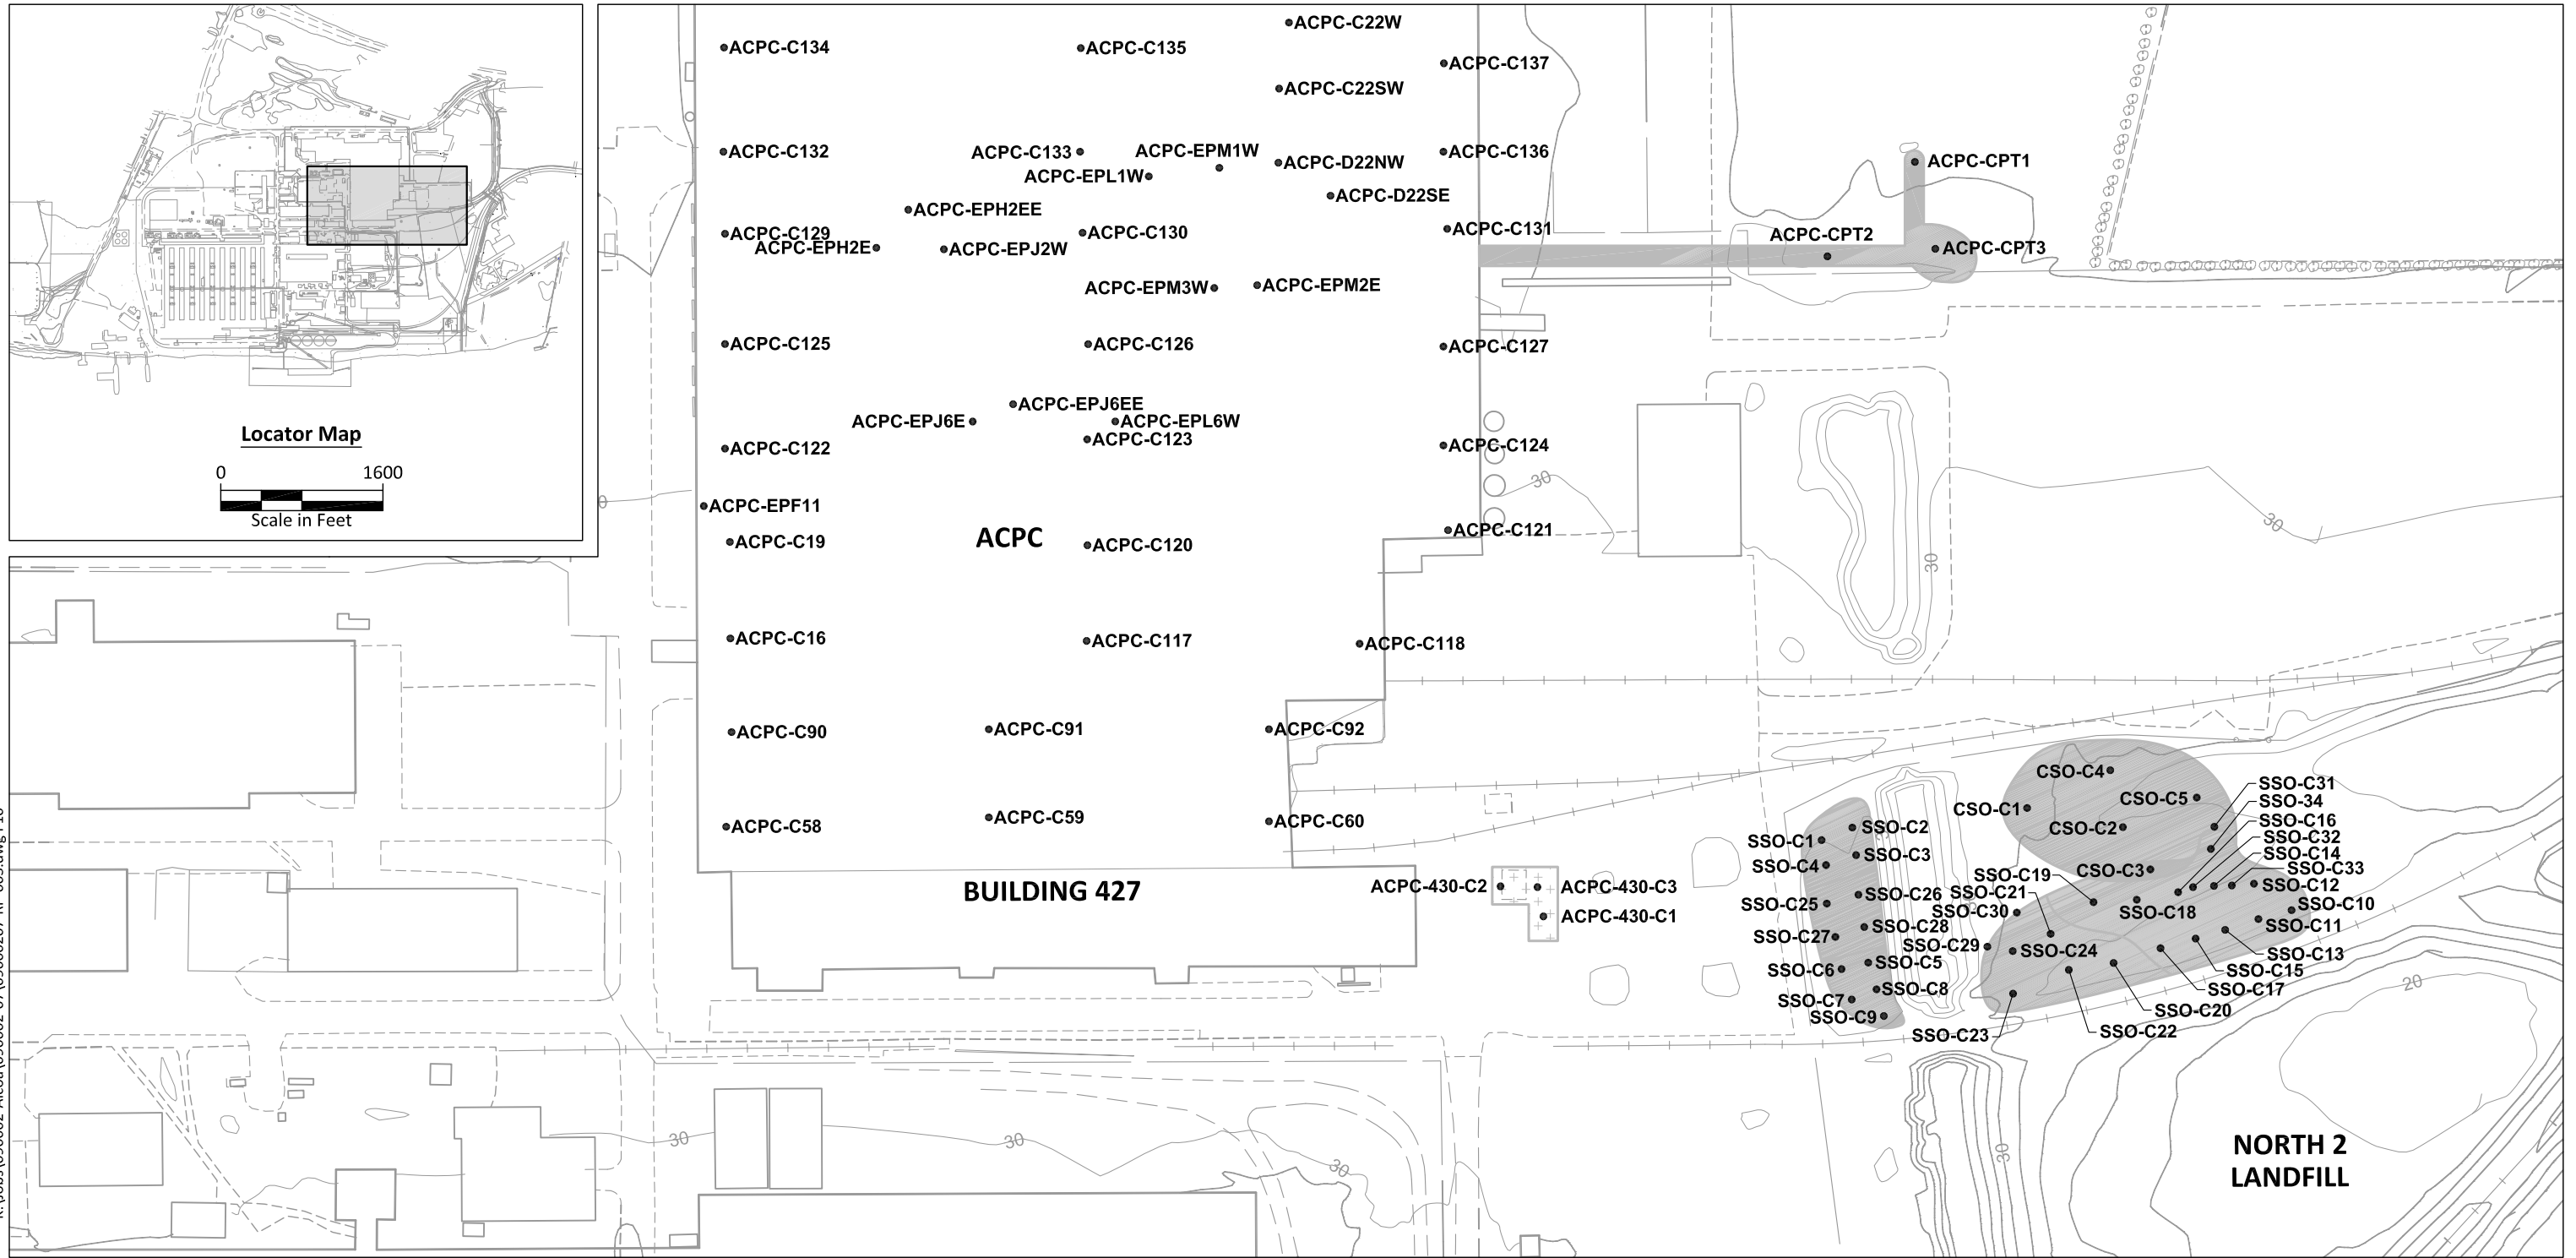 ACPC-C22W
ACPC-C134
ACPC-C135
ACPC-C137
ACPC-C22SW
ACPC-C132
ACPC-C133
ACPC-EPM1W
ACPC-D22NW
ACPC-C136
ACPC-CPT1
ACPC-EPL1W
ACPC-D22SE
ACPC-EPH2EE
ACPC-C129
ACPC-C130
ACPC-C131
ACPC-CPT2
ACPC-EPH2E
ACPC-EPJ2W
ACPC-CPT3
ACPC-EPM3W
ACPC-EPM2E
ACPC-C125
ACPC-C126
ACPC-C127
ACPC-EPJ6EE
ACPC-EPJ6E
ACPC-EPL6W
ACPC-C123
ACPC-C122
ACPC-C124
Locator Map
0 1600
Scale in Feet
30
ACPC-EPF11
30
ACPC-C19
ACPC
ACPC-C120
ACPC-C121
30
ACPC-C16
ACPC-C117
ACPC-C118
ACPC-C90
ACPC-C91
ACPC-C92
ACPC-C58
ACPC-C59
ACPC-C60
CSO-C4
CSO-C5
CSO-C1
CSO-C2
CSO-C3
SSO-C31
SSO-34
SSO-C16
SSO-C32
SSO-C14
SSO-C33
SSO-C12
SSO-C10
SSO-C11
SSO-C13
SSO-C15
SSO-C17
SSO-C20
SSO-C22
SSO-C23
SSO-C19
SSO-C21
SSO-C30
SSO-C18
SSO-C29
SSO-C24
SSO-C2
SSO-C1
SSO-C3
SSO-C4
SSO-C26
SSO-C25
SSO-C28
SSO-C27
SSO-C5
SSO-C6
SSO-C8
SSO-C7
SSO-C9
BUILDING 427
ACPC-430-C2
ACPC-430-C3
ACPC-430-C1
20
30
30
30
30
NORTH 2
LANDFILL